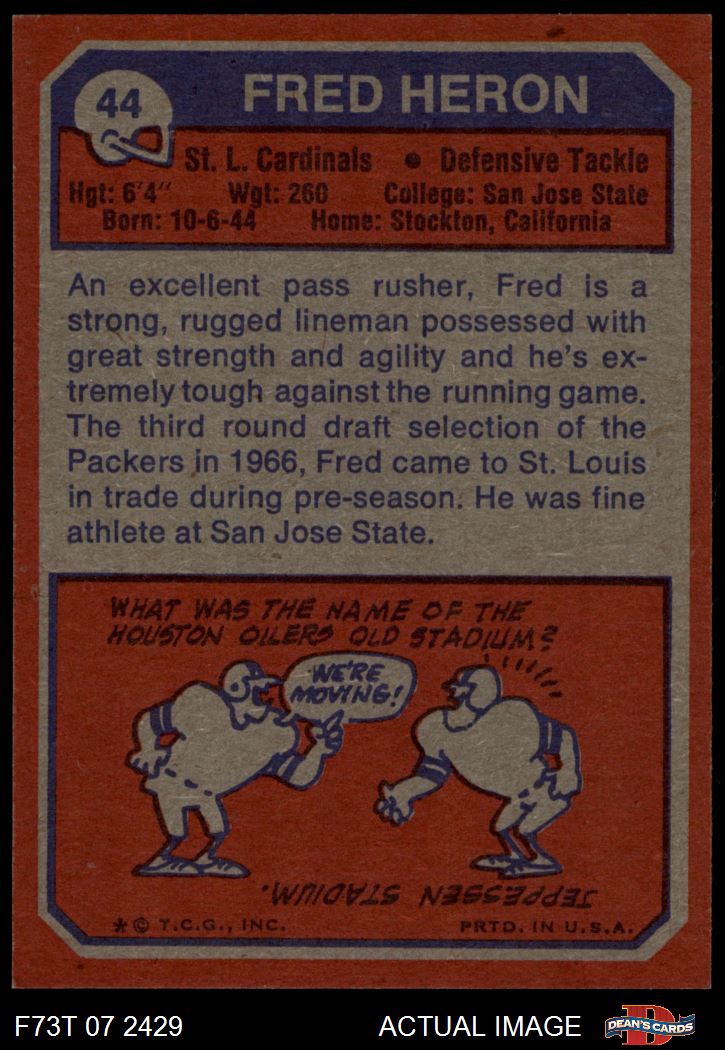 44
FRED HERON
St. L. Cardinals • Defensive Tackle
Hgt: 6'4" Wgt: 260 College: San Jose State
Born: 10-6-44 Home: Stockton, California
An excellent pass rusher, Fred is a
strong, rugged lineman possessed with
great strength and agility and he's ex-
tremely tough against the running game.
The third round draft selection of the
Packers in 1966, Fred came to St. Louis
in trade during pre-season. He was fine
athlete at San Jose State.
WHAT WAS THE NAME OF THE
HOUSTON OILERS OLD STADIUM?
WE'RE
MOVING!
JEPPESSEN STADIUM.
* © T.C.G., INC. PRTD. IN U.S.A.
F73T 07 2429 ACTUAL IMAGE DEAN'S CARDS